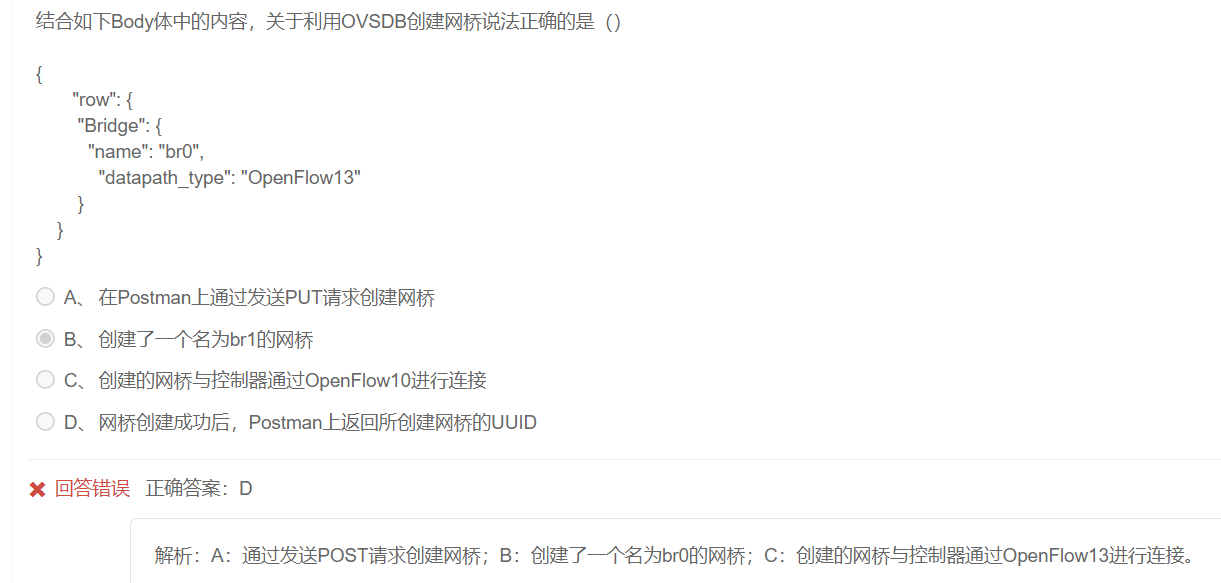 结合如下Body体中的内容，关于利用OVSDB创建网桥说法正确的是（）
{
"row": {
"Bridge": {
"name": "br0",
"datapath_type": "OpenFlow13"
}
}
}
A、 在Postman上通过发送PUT请求创建网桥
B、 创建了一个名为br1的网桥
C、 创建的网桥与控制器通过OpenFlow10进行连接
D、 网桥创建成功后，Postman上返回所创建网桥的UUID
回答错误 正确答案：D
解析：A：通过发送POST请求创建网桥；B：创建了一个名为br0的网桥；C：创建的网桥与控制器通过OpenFlow13进行连接。